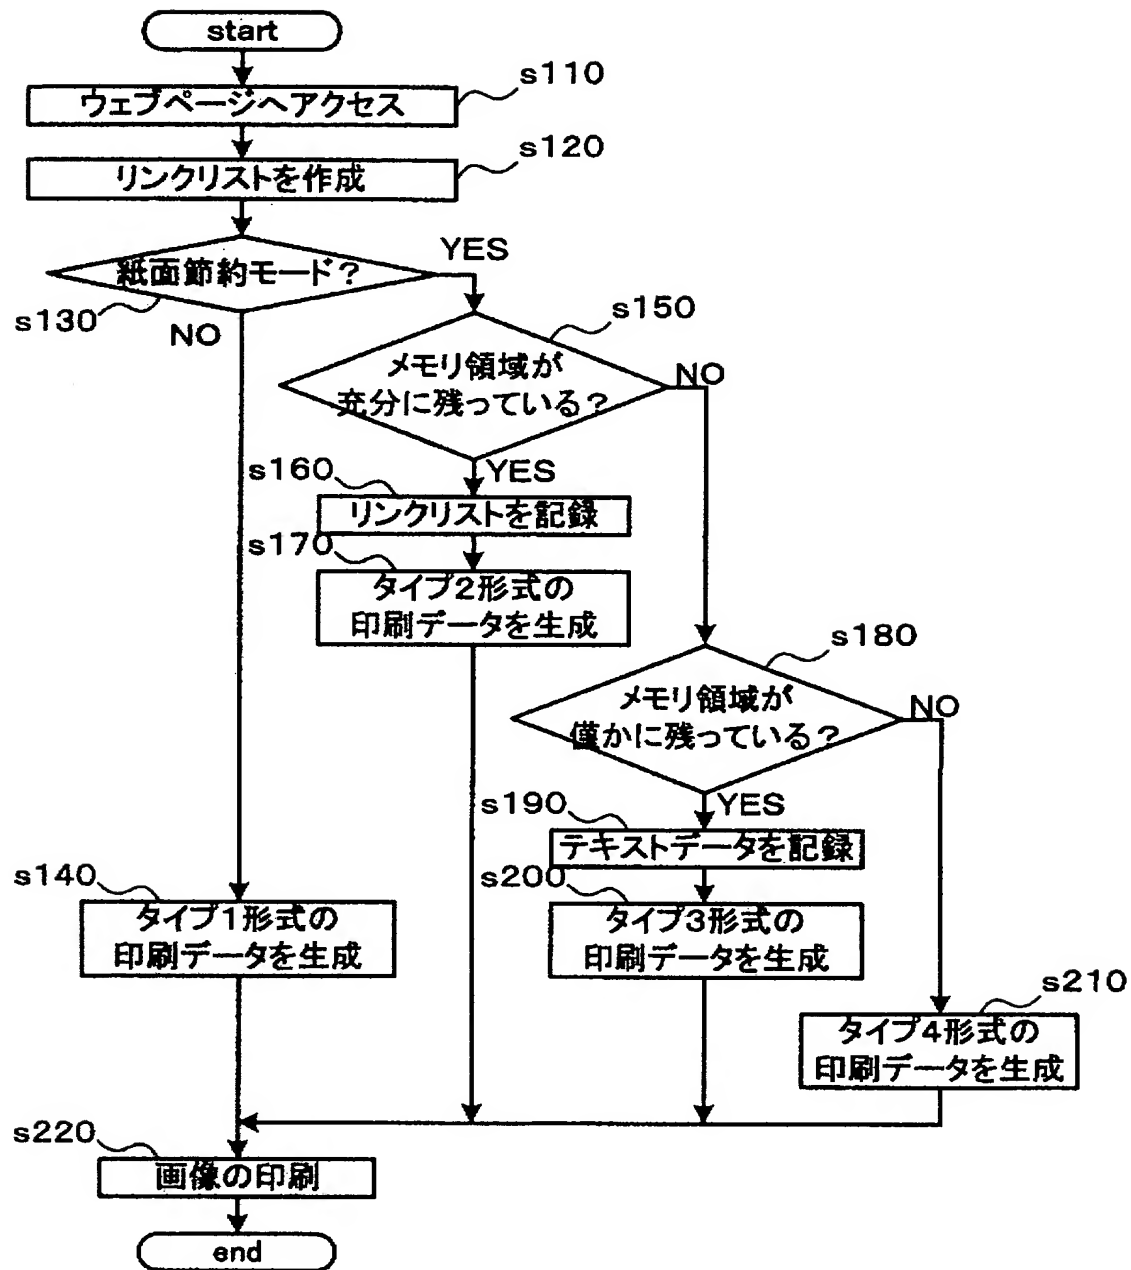 start
s110
ウェブページへアクセス
s120
リンクリストを作成
YES
紙面節約モード?
s130
NO
s150
メモリ領域が
充分に残っている?
NO
YES
s160
リンクリストを記録
s170
タイプ2形式の
印刷データを生成
s180
メモリ領域が
僅かに残っている?
NO
YES
s190
テキストデータを記録
s200
タイプ3形式の
印刷データを生成
s140
タイプ1形式の
印刷データを生成
s210
タイプ4形式の
印刷データを生成
s220
画像の印刷
end